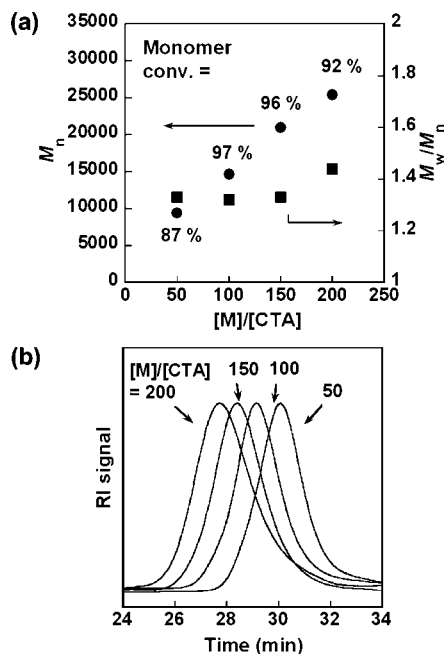 (a)
35000
30000
25000
20000
15000
10000
5000
0
Monomer
conv. =
87 %
97 %
96 %
92 %
2
1.8
1.6
1.4
1.2
1
Mn
Mw/Mn
0 50 100 150 200 250
[M]/[CTA]
(b)
[M]/[CTA]
= 200
150 100
50
RI signal
24 26 28 30 32 34
Time (min)